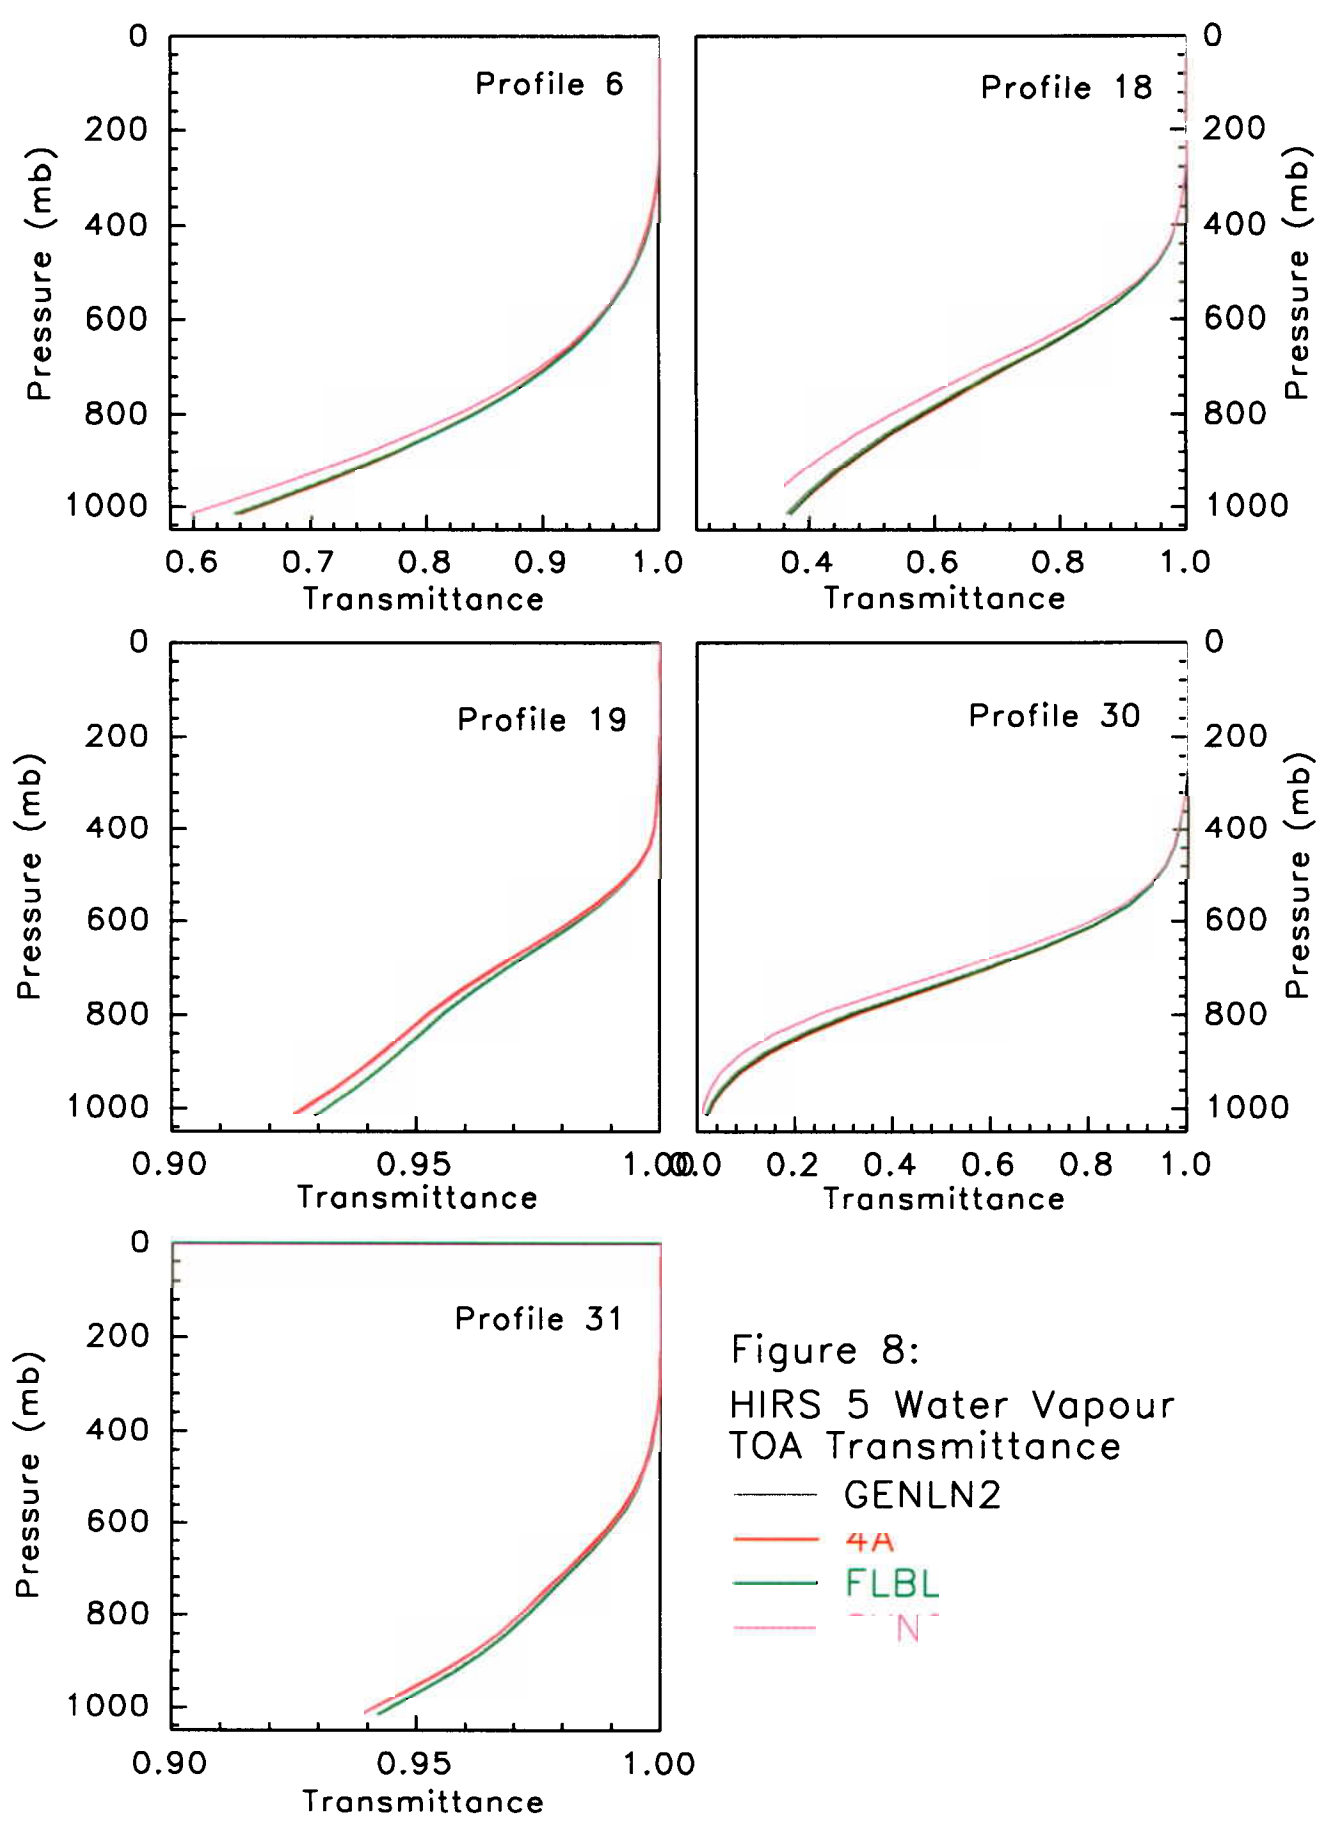 0
200
400
600
800
1000
Pressure (mb)
Profile 6
0.6 0.7 0.8 0.9 1.0
Transmittance
Profile 18
0
200
400
600
800
1000
Pressure (mb)
0.4 0.6 0.8 1.0
Transmittance
0
200
400
600
800
1000
Pressure (mb)
Profile 19
0.90 0.95 1.00
Transmittance
Profile 30
0
200
400
600
800
1000
Pressure (mb)
0.0 0.2 0.4 0.6 0.8 1.0
Transmittance
0
200
400
600
800
1000
Pressure (mb)
Profile 31
0.90 0.95 1.00
Transmittance
Figure 8:
HIRS 5 Water Vapour
TOA Transmittance
GENLN2
4A
FLBL